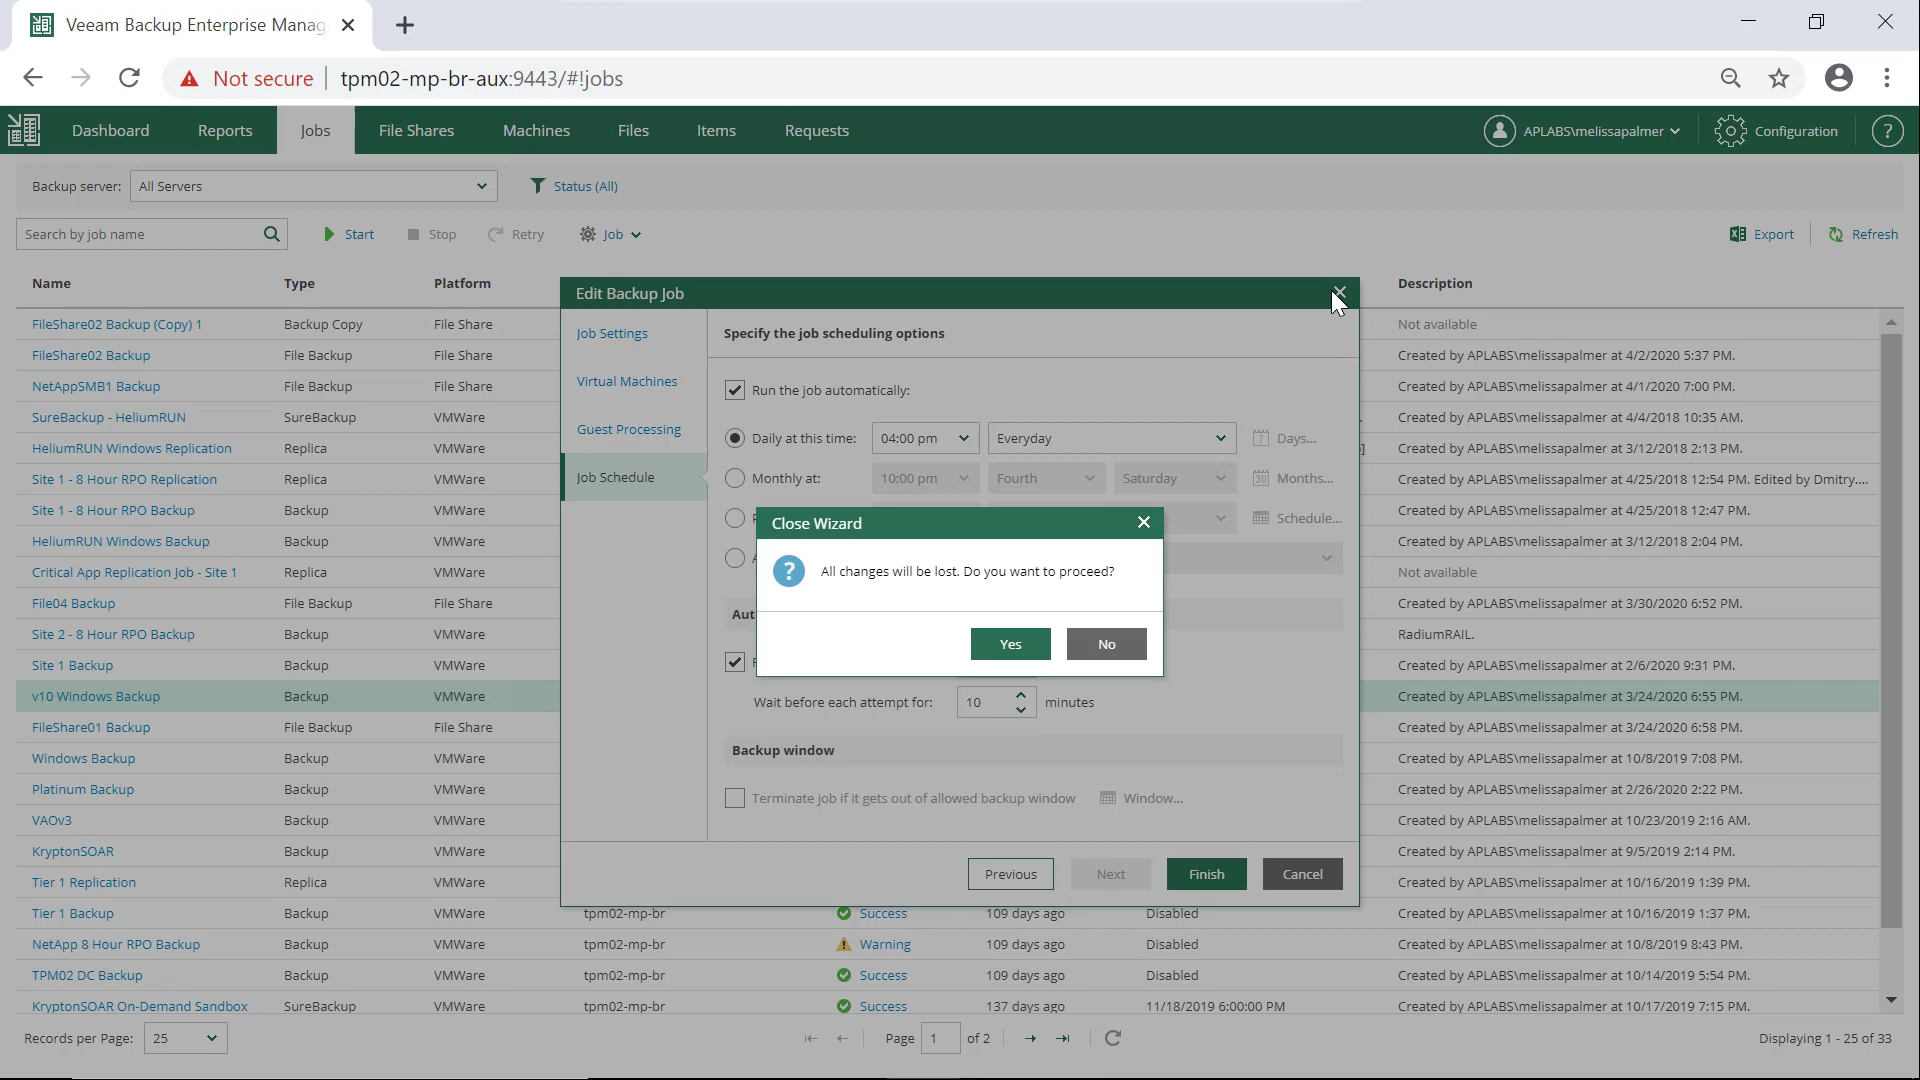 Veeam Backup Enterprise Manag
Not secure tpm02-mp-br-aux:9443/#!jobs
Dashboard Reports Jobs File Shares Machines Files Items Requests APLABS\melissapalmer Configuration ?
Backup server: All Servers Status (All)
Search by job name Start Stop Retry Job Export Refresh
Name Type Platform Description
FileShare02 Backup (Copy) 1 Backup Copy File Share Not available
FileShare02 Backup File Backup File Share Created by APLABS\melissapalmer at 4/2/2020 5:37 PM.
NetAppSMB1 Backup File Backup File Share Created by APLABS\melissapalmer at 4/1/2020 7:00 PM.
SureBackup - HeliumRUN SureBackup VMWare Created by APLABS\melissapalmer at 4/4/2018 10:35 AM.
HeliumRUN Windows Replication Replica VMWare Created by APLABS\melissapalmer at 3/12/2018 2:13 PM.
Site 1 - 8 Hour RPO Replication Replica VMWare Created by APLABS\melissapalmer at 4/25/2018 12:54 PM. Edited by Dmitry....
Site 1 - 8 Hour RPO Backup Backup VMWare Created by APLABS\melissapalmer at 4/25/2018 12:47 PM.
HeliumRUN Windows Backup Backup VMWare Created by APLABS\melissapalmer at 3/12/2018 2:04 PM.
Critical App Replication Job - Site 1 Replica VMWare Not available
File04 Backup File Backup File Share Created by APLABS\melissapalmer at 3/30/2020 6:52 PM.
Site 2 - 8 Hour RPO Backup Backup VMWare RadiumRAIL.
Site 1 Backup Backup VMWare Created by APLABS\melissapalmer at 2/6/2020 9:31 PM.
v10 Windows Backup Backup VMWare Created by APLABS\melissapalmer at 3/24/2020 6:55 PM.
FileShare01 Backup File Backup File Share Created by APLABS\melissapalmer at 3/24/2020 6:58 PM.
Windows Backup Backup VMWare Created by APLABS\melissapalmer at 10/8/2019 7:08 PM.
Platinum Backup Backup VMWare Created by APLABS\melissapalmer at 2/26/2020 2:22 PM.
VAOv3 Backup VMWare Created by APLABS\melissapalmer at 10/23/2019 2:16 AM.
KryptonSOAR Backup VMWare Created by APLABS\melissapalmer at 9/5/2019 2:14 PM.
Tier 1 Replication Replica VMWare Created by APLABS\melissapalmer at 10/16/2019 1:39 PM.
Tier 1 Backup Backup VMWare tpm02-mp-br Success 109 days ago Disabled Created by APLABS\melissapalmer at 10/16/2019 1:37 PM.
NetApp 8 Hour RPO Backup Backup VMWare tpm02-mp-br Warning 109 days ago Disabled Created by APLABS\melissapalmer at 10/8/2019 8:43 PM.
TPM02 DC Backup Backup VMWare tpm02-mp-br Success 109 days ago Disabled Created by APLABS\melissapalmer at 10/14/2019 5:54 PM.
KryptonSOAR On-Demand Sandbox SureBackup VMWare tpm02-mp-br Success 137 days ago 11/18/2019 6:00:00 PM Created by APLABS\melissapalmer at 10/17/2019 7:15 PM.
Records per Page: 25 Page 1 of 2 Displaying 1 - 25 of 33
Edit Backup Job
Job Settings
Virtual Machines
Guest Processing
Job Schedule
Specify the job scheduling options
Run the job automatically:
Daily at this time: 04:00 pm Everyday 7 Days...
Monthly at: 10:00 pm Fourth Saturday 30 Months...
Schedule...
Aut
Wait before each attempt for: 10 minutes
Backup window
Terminate job if it gets out of allowed backup window Window...
Previous Next Finish Cancel
Close Wizard
? All changes will be lost. Do you want to proceed?
Yes No